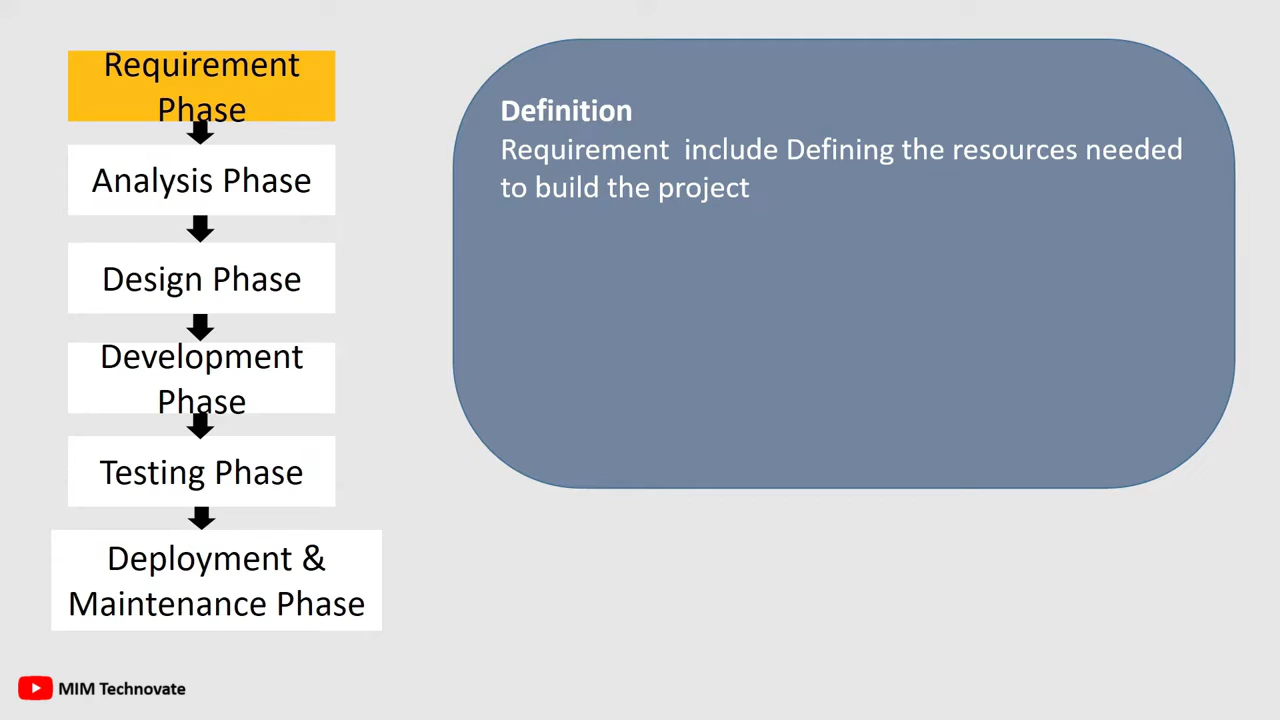 Requirement
Phase
Analysis Phase
Design Phase
Development
Phase
Testing Phase
Deployment &
Maintenance Phase
Definition
Requirement  include Defining the resources needed
to build the project
MIM Technovate